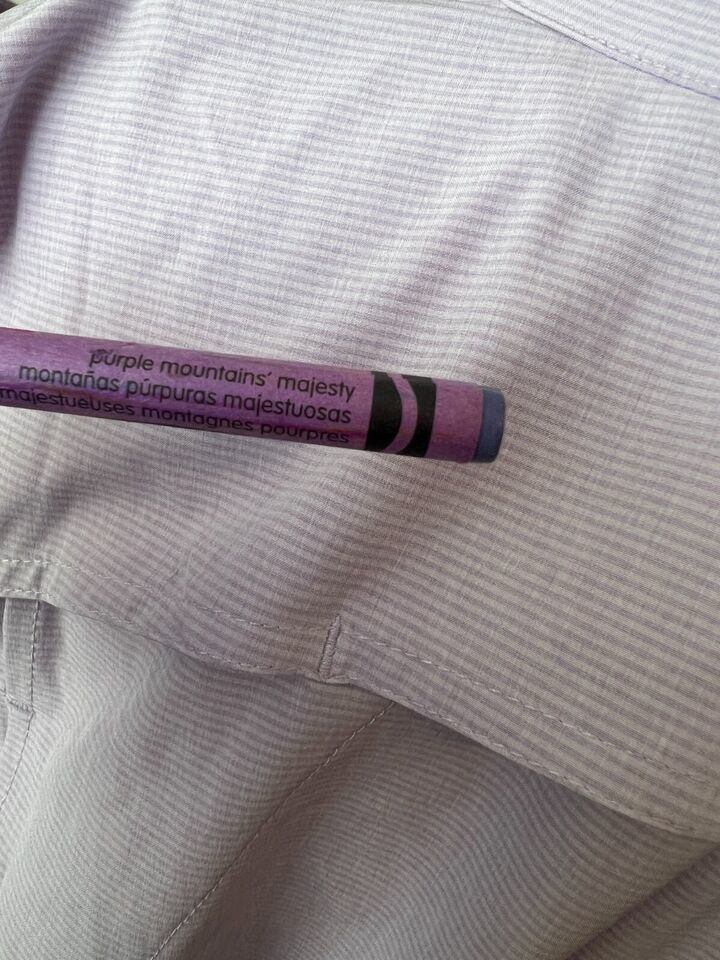 purple mountains' majesty
montañas púrpuras majestuosas
majestueuses montagnes pourpres